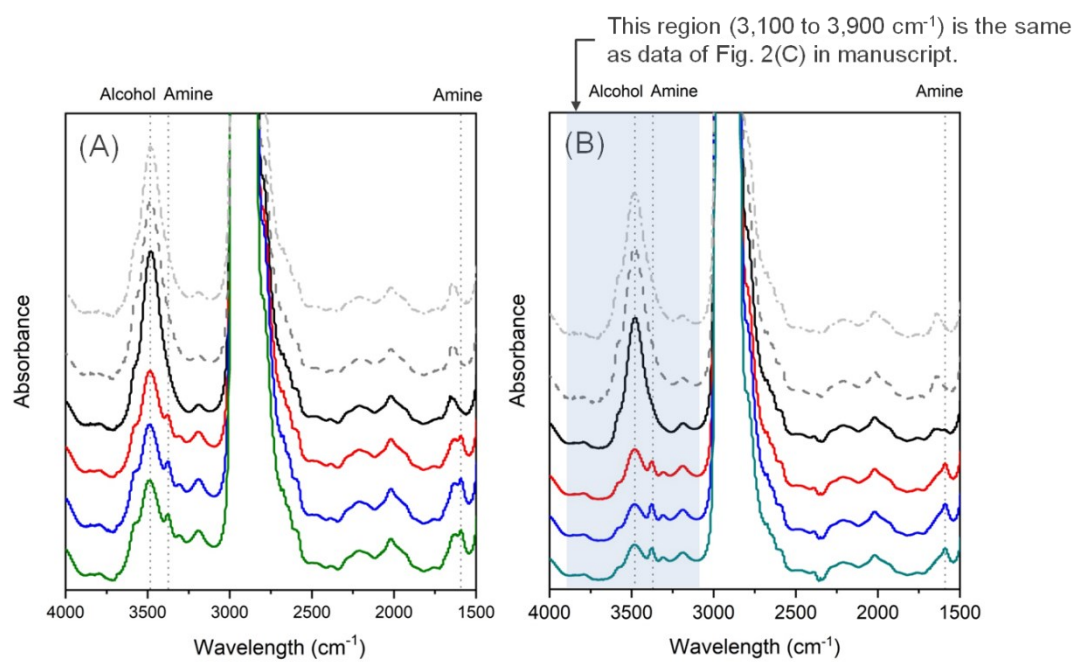 This region (3,100 to 3,900 cm⁻¹) is the same
as data of Fig. 2(C) in manuscript.
Alcohol Amine Amine
(A)
Absorbance
4000 3500 3000 2500 2000 1500
Wavelength (cm⁻¹)
Alcohol Amine Amine
(B)
Absorbance
4000 3500 3000 2500 2000 1500
Wavelength (cm⁻¹)